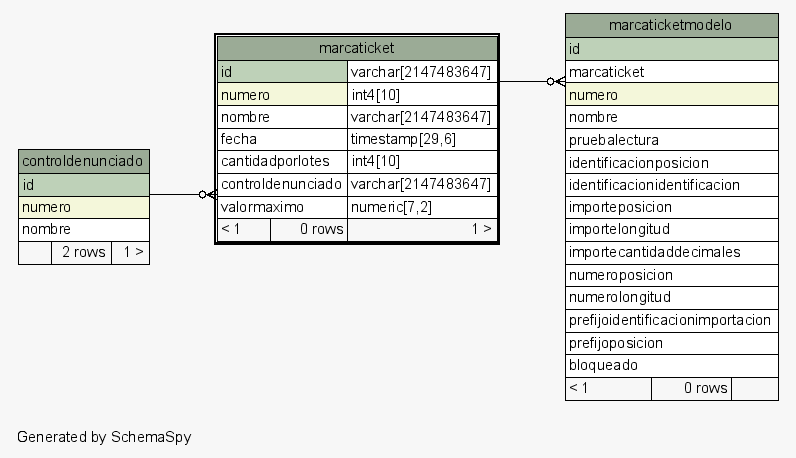 controldenunciado
id
numero
nombre
2 rows 1 >
marcaticket
id varchar[2147483647]
numero int4[10]
nombre varchar[2147483647]
fecha timestamp[29,6]
cantidadporlotes int4[10]
controldenunciado varchar[2147483647]
valormaximo numeric[7,2]
< 1 0 rows 1 >
marcaticketmodelo
id
marcaticket
numero
nombre
pruebalectura
identificacionposicion
identificacionidentificacion
importeposicion
importelongitud
importecantidaddecimales
numeroposicion
numerolongitud
prefijoidentificacionimportacion
prefijoposicion
bloqueado
< 1 0 rows
Generated by SchemaSpy